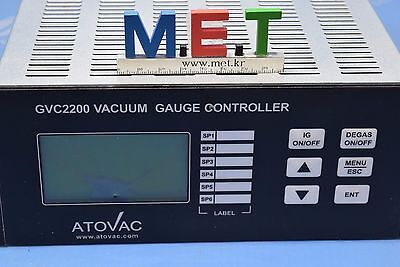 M.E.T
www.met.kr
GVC2200 VACUUM GAUGE CONTROLLER
SP1
SP2
SP3
SP4
SP5
SP6
LABEL
IG
ON/OFF
DEGAS
ON/OFF
MENU
ESC
ENT
ATOVAC
www.atovac.com